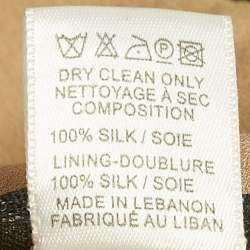 DRY CLEAN ONLY
NETTOYAGE À SEC
COMPOSITION
100% SILK / SOIE
LINING-DOUBLURE
100% SILK / SOIE
MADE IN LEBANON
FABRIQUÉ AU LIBAN